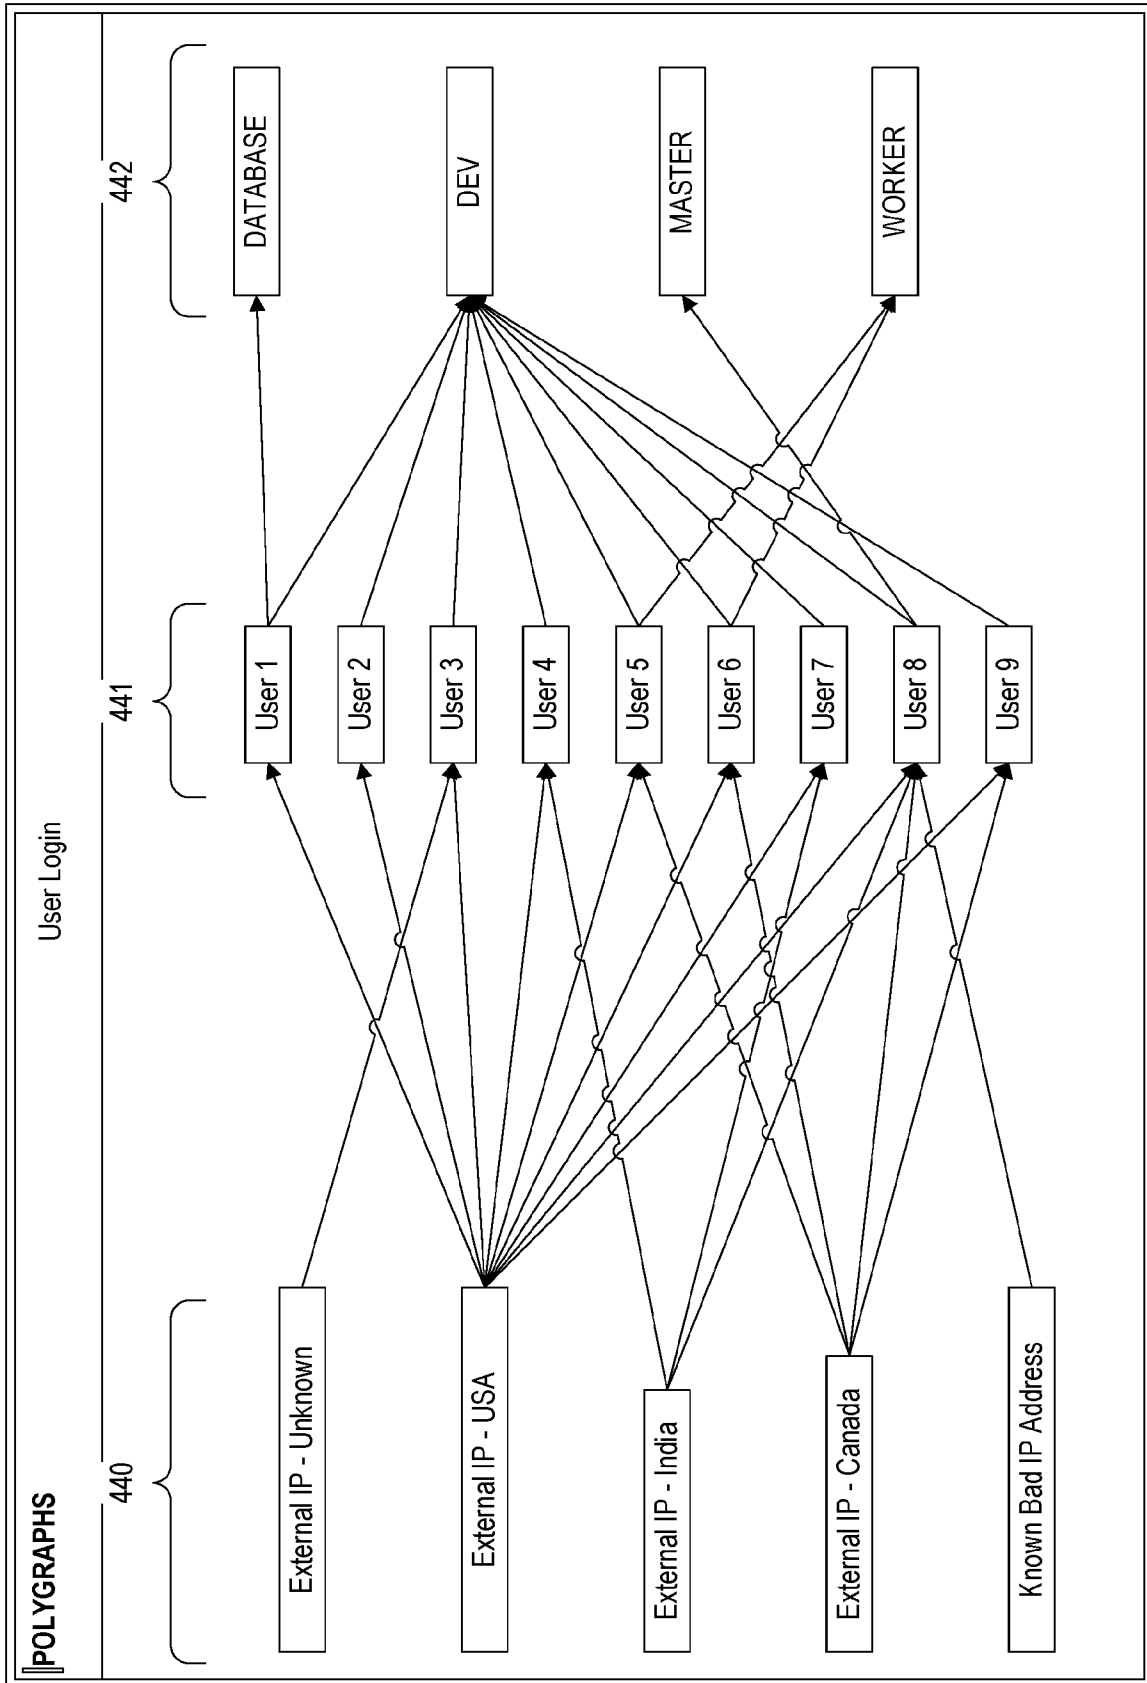 POLYGRAPHS
User Login
440
441
442
External IP - Unknown
External IP - USA
External IP - India
External IP - Canada
Known Bad IP Address
User 1
User 2
User 3
User 4
User 5
User 6
User 7
User 8
User 9
DATABASE
DEV
MASTER
WORKER